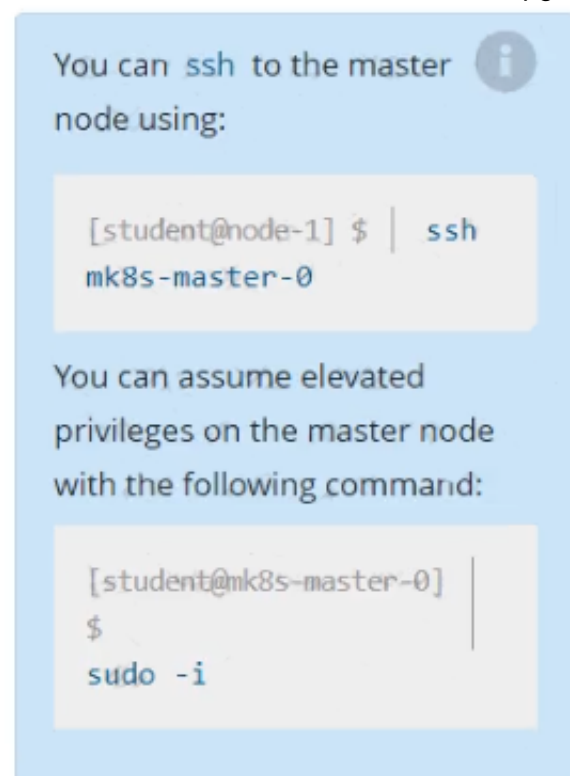 You can ssh to the master
node using:
[student@node-1] $ | ssh
mk8s-master-0
You can assume elevated
privileges on the master node
with the following command:
[student@mk8s-master-0]
$
sudo -i